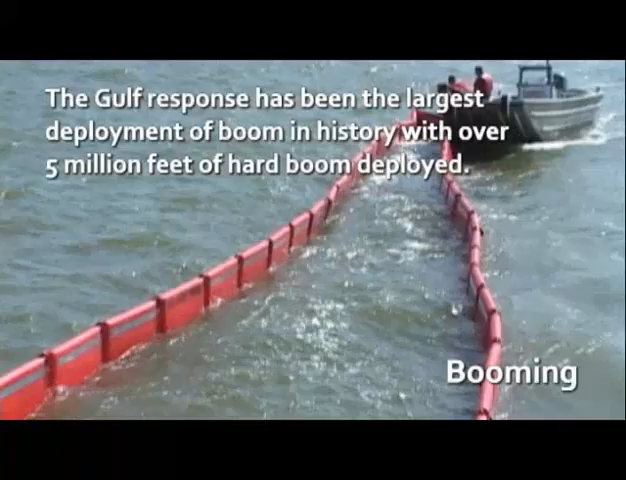 The Gulf response has been the largest
deployment of boom in history with over
5 million feet of hard boom deployed.
Booming